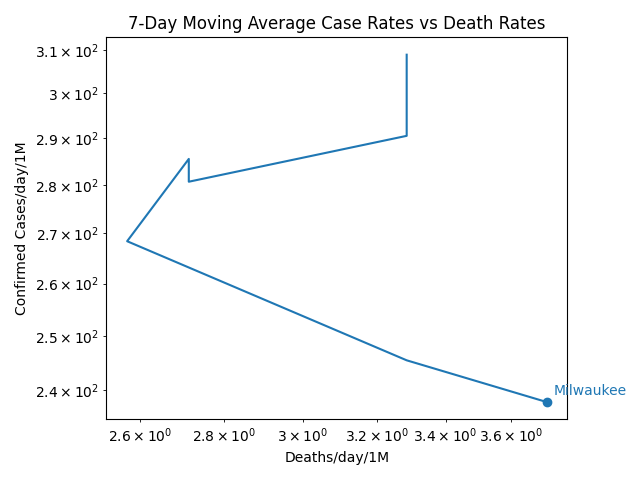 7-Day Moving Average Case Rates vs Death Rates
3.1 × 10²
3 × 10²
2.9 × 10²
2.8 × 10²
2.7 × 10²
2.6 × 10²
2.5 × 10²
2.4 × 10²
Confirmed Cases/day/1M
Milwaukee
2.6 × 10⁰ 2.8 × 10⁰ 3 × 10⁰ 3.2 × 10⁰ 3.4 × 10⁰ 3.6 × 10⁰
Deaths/day/1M